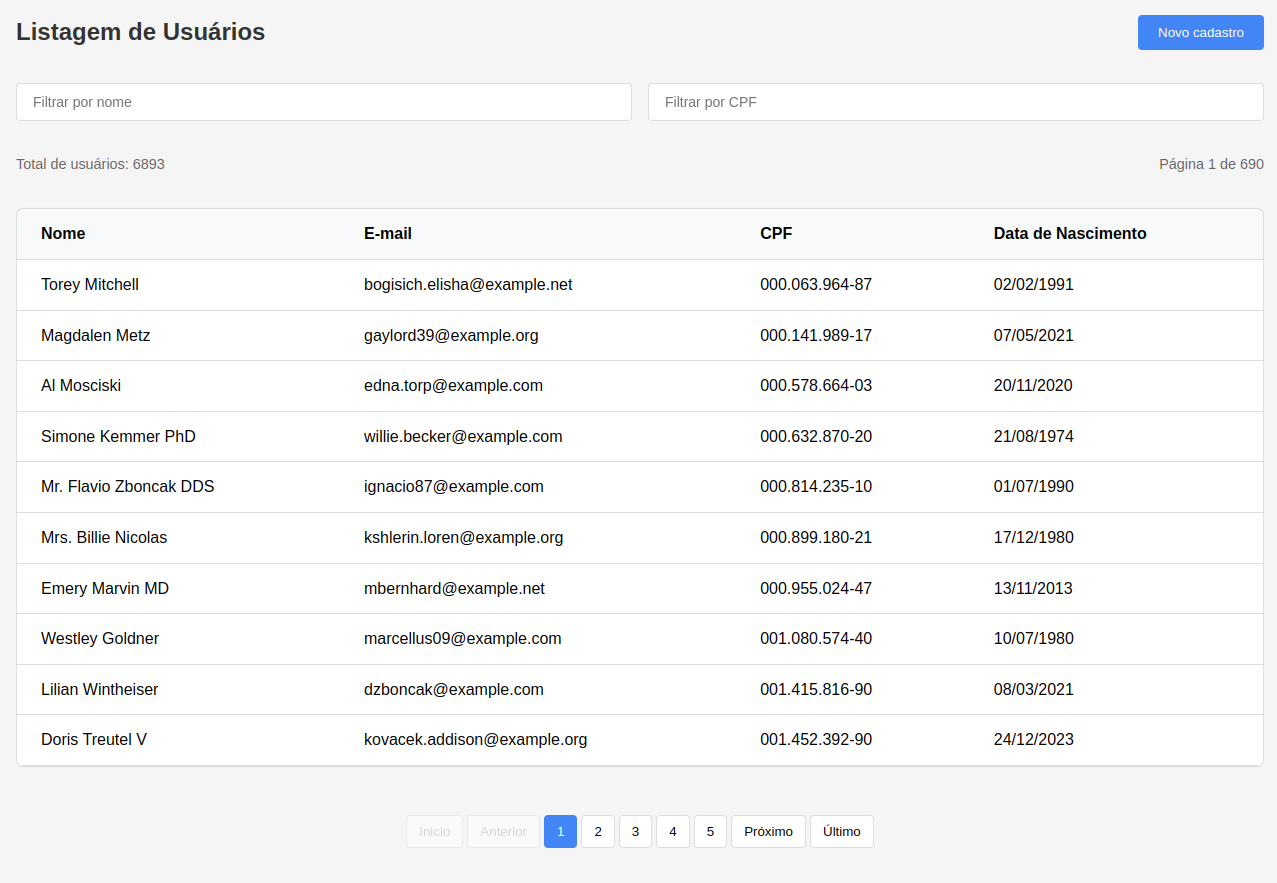 Listagem de Usuários
Novo cadastro
Filtrar por nome
Filtrar por CPF
Total de usuários: 6893
Página 1 de 690
Nome E-mail CPF Data de Nascimento
Torey Mitchell bogisich.elisha@example.net 000.063.964-87 02/02/1991
Magdalen Metz gaylord39@example.org 000.141.989-17 07/05/2021
Al Mosciski edna.torp@example.com 000.578.664-03 20/11/2020
Simone Kemmer PhD willie.becker@example.com 000.632.870-20 21/08/1974
Mr. Flavio Zboncak DDS ignacio87@example.com 000.814.235-10 01/07/1990
Mrs. Billie Nicolas kshlerin.loren@example.org 000.899.180-21 17/12/1980
Emery Marvin MD mbernhard@example.net 000.955.024-47 13/11/2013
Westley Goldner marcellus09@example.com 001.080.574-40 10/07/1980
Lilian Wintheiser dzboncak@example.com 001.415.816-90 08/03/2021
Doris Treutel V kovacek.addison@example.org 001.452.392-90 24/12/2023
Inicio Anterior 1 2 3 4 5 Próximo Último